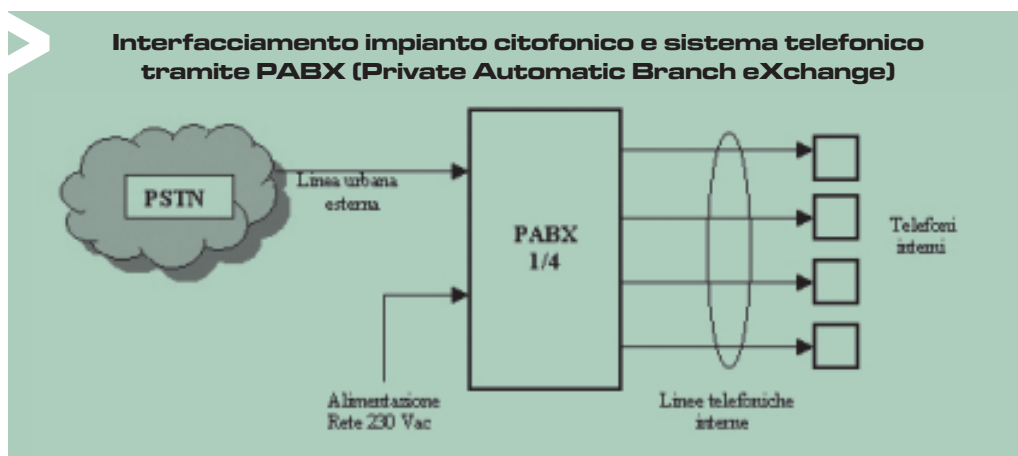 Interfacciamento impianto citofonico e sistema telefonico
tramite PABX (Private Automatic Branch eXchange)
PSTN
Linea urbana
esterna
PABX
1/4
Telefoni
interni
Alimentazione
Rete 230 Vac
Linee telefoniche
interne